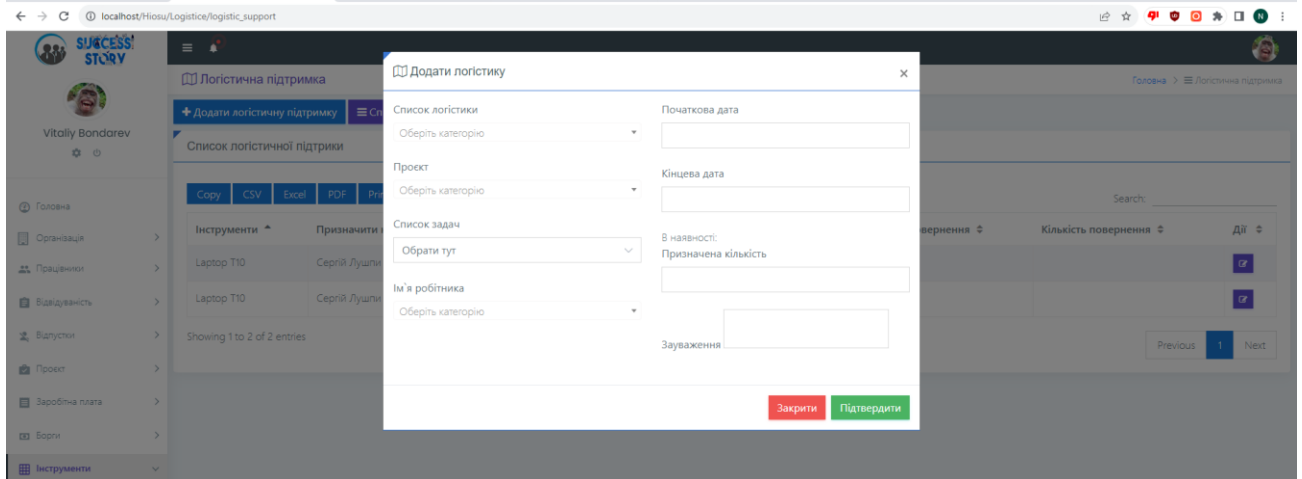 localhost/Hiosu/Logistice/logistic_support
SUCCESS
STORY
Vitaliy Bondarev
Головна
Організація
Працівники
Відвідуваність
Відпустки
Проєкт
Заробітна плата
Борги
Інструменти
Логістична підтримка
Головна > Логістична підтримка
+ Додати логістичну підтримку
Список логістичної підтрики
Copy CSV Excel PDF
Search:
Інструменти Призначити
Кількість повернення Дії
Laptop T10 Сергій Лушпи
Laptop T10 Сергій Лушпи
Showing 1 to 2 of 2 entries
Previous 1 Next
Додати логістику ×
Список логістики
Оберіть категорію
Проєкт
Оберіть категорію
Список задач
Обрати тут
Ім`я робітника
Оберіть категорію
Початкова дата
Кінцева дата
В наявності:
Призначена кількість
Зауваження
Закрити Підтвердити